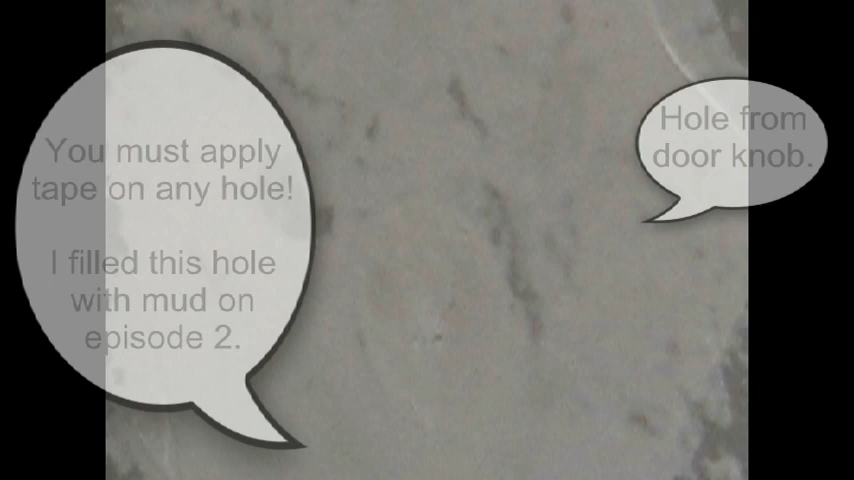 You must apply
tape on any hole!
I filled this hole
with mud on
episode 2.
Hole from
door knob.